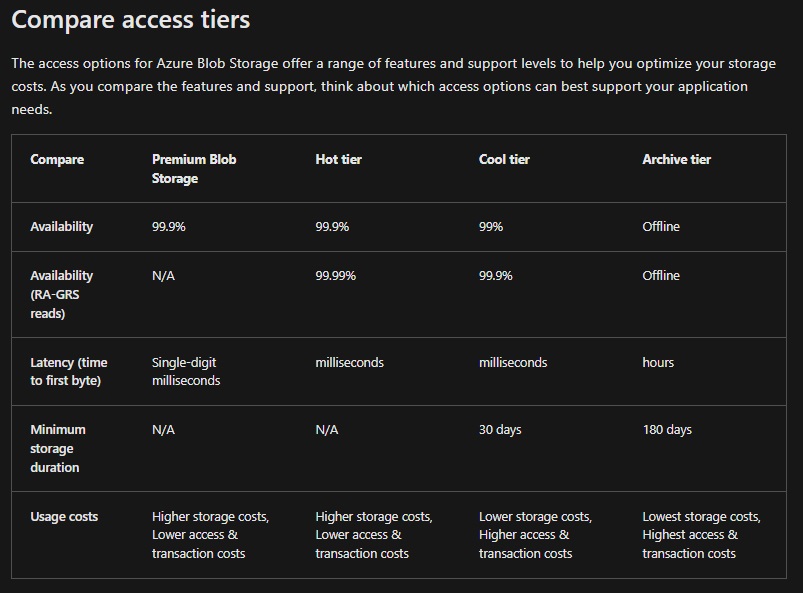 Compare access tiers
The access options for Azure Blob Storage offer a range of features and support levels to help you optimize your storage
costs. As you compare the features and support, think about which access options can best support your application
needs.
Compare
Premium Blob
Storage
Hot tier
Cool tier
Archive tier
Availability
99.9%
99.9%
99%
Offline
Availability
(RA-GRS
reads)
N/A
99.99%
99.9%
Offline
Latency (time
to first byte)
Single-digit
milliseconds
milliseconds
milliseconds
hours
Minimum
storage
duration
N/A
N/A
30 days
180 days
Usage costs
Higher storage costs,
Lower access &
transaction costs
Higher storage costs,
Lower access &
transaction costs
Lower storage costs,
Higher access &
transaction costs
Lowest storage costs,
Highest access &
transaction costs